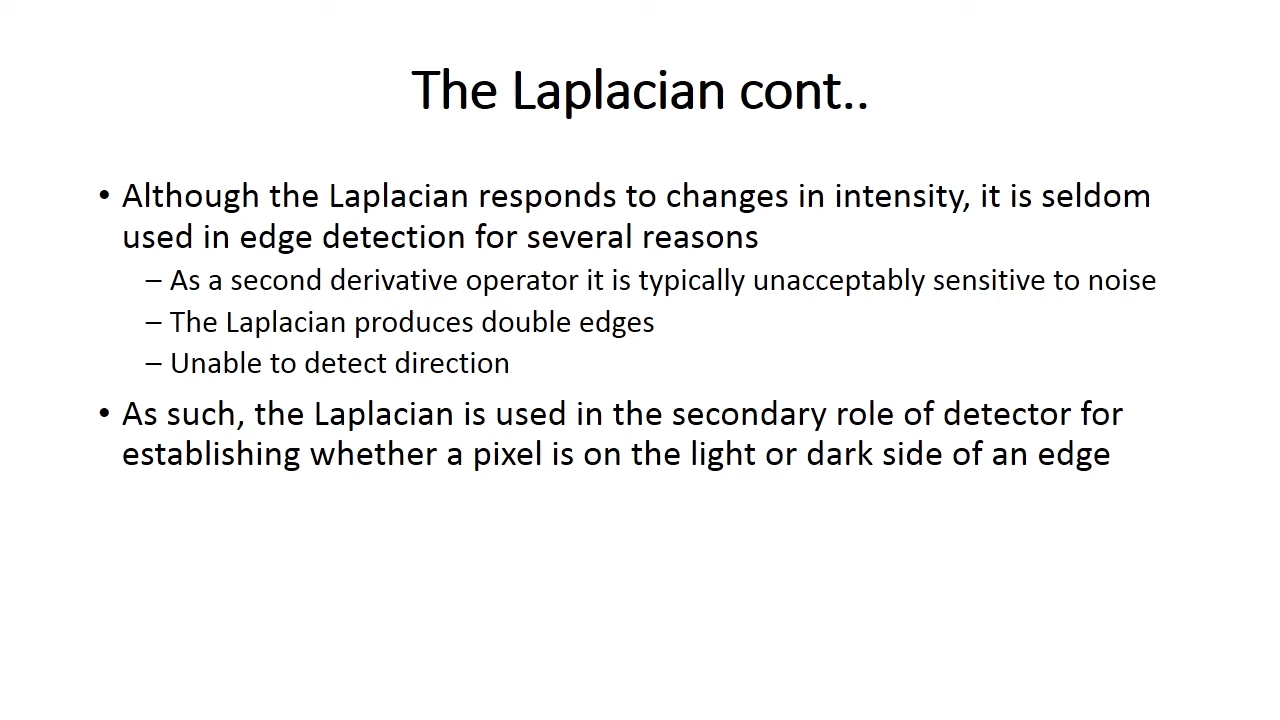 The Laplacian cont..
• Although the Laplacian responds to changes in intensity, it is seldom
used in edge detection for several reasons
– As a second derivative operator it is typically unacceptably sensitive to noise
– The Laplacian produces double edges
– Unable to detect direction
• As such, the Laplacian is used in the secondary role of detector for
establishing whether a pixel is on the light or dark side of an edge